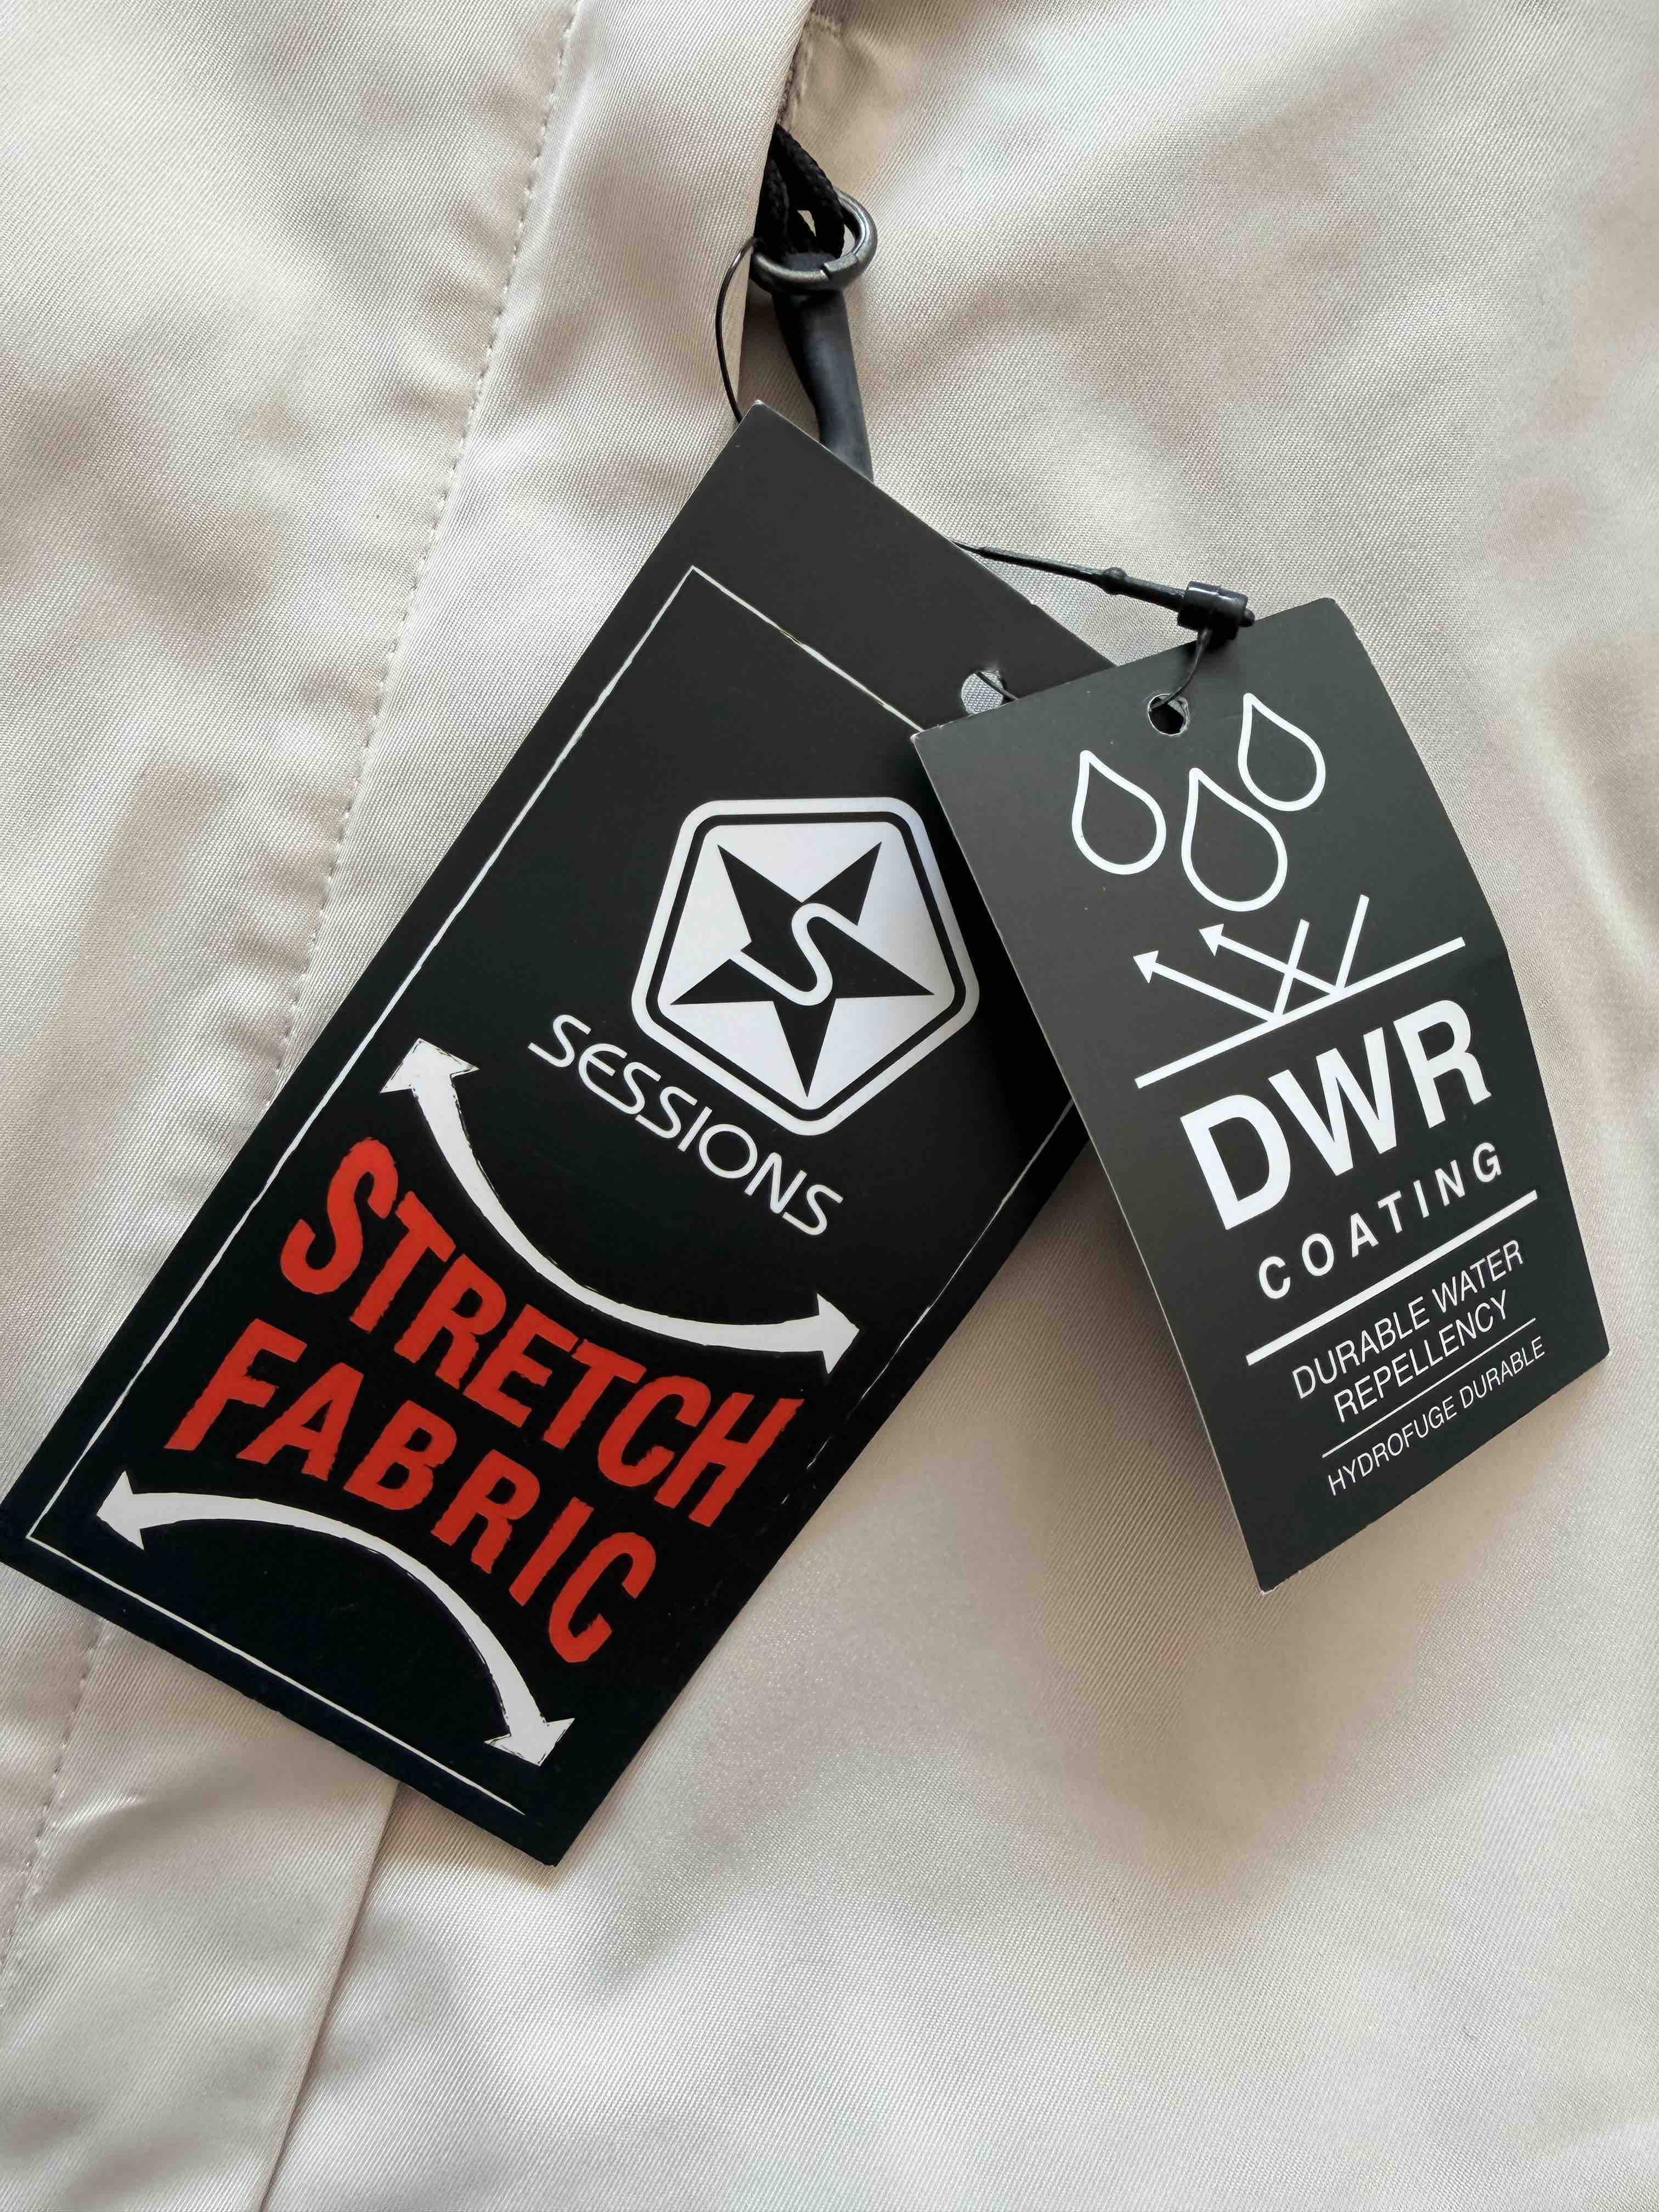 SESSIONS
STRETCH
FABRIC
DWR
COATING
DURABLE WATER
REPELLENCY
HYDROFUGE DURABLE